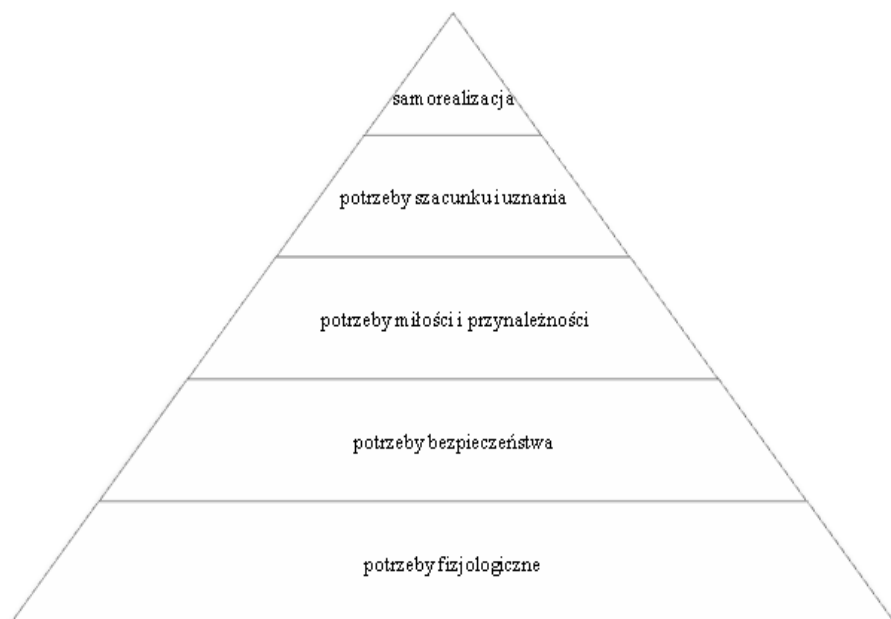 samorealizacja
potrzeby szacunku i uznania
potrzeby miłości i przynależności
potrzeby bezpieczeństwa
potrzeby fizjologiczne